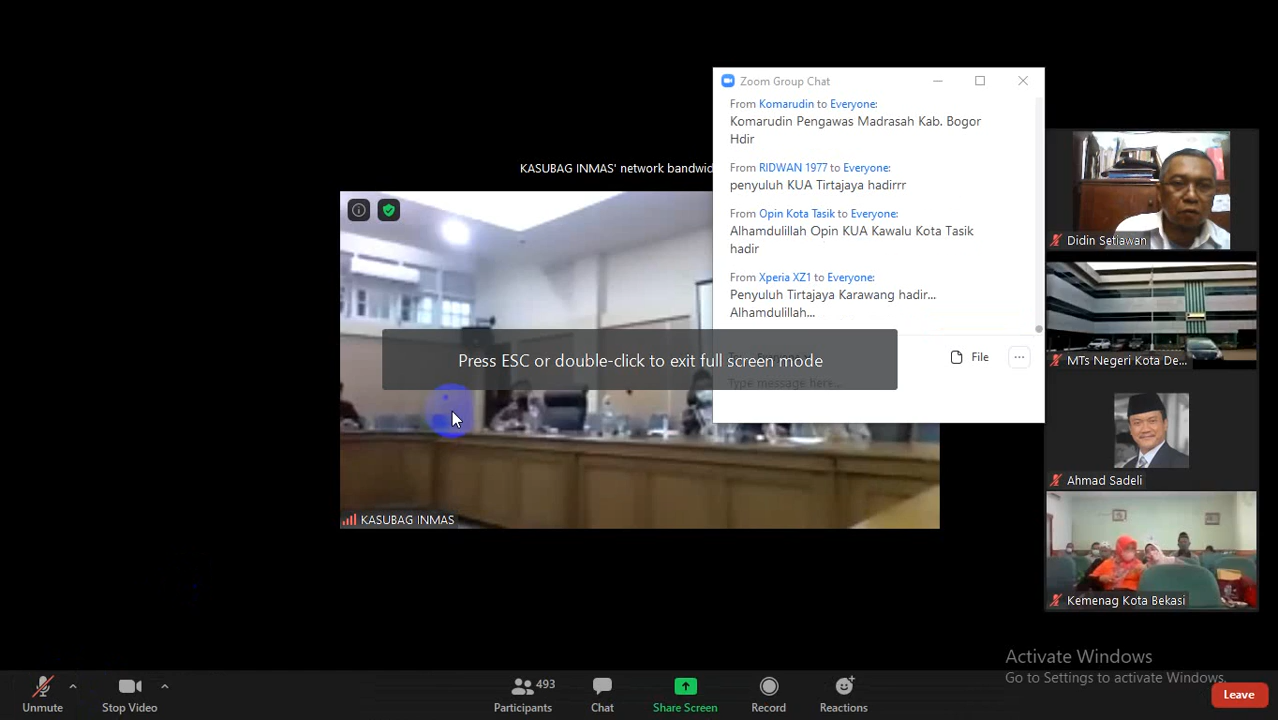 Zoom Group Chat
From Komarudin to Everyone:
Komarudin Pengawas Madrasah Kab. Bogor
Hdir
From RIDWAN 1977 to Everyone:
penyuluh KUA Tirtajaya hadirrr
From Opin Kota Tasik to Everyone:
Alhamdulillah Opin KUA Kawalu Kota Tasik
hadir
From Xperia XZ1 to Everyone:
Penyuluh Tirtajaya Karawang hadir...
Alhamdulillah...
File
Type message here...
KASUBAG INMAS' network bandwid
Press ESC or double-click to exit full screen mode
KASUBAG INMAS
Didin Setiawan
MTs Negeri Kota De...
Ahmad Sadeli
Kemenag Kota Bekasi
Activate Windows
Go to Settings to activate Windows.
Unmute
Stop Video
493
Participants
Chat
Share Screen
Record
Reactions
Leave